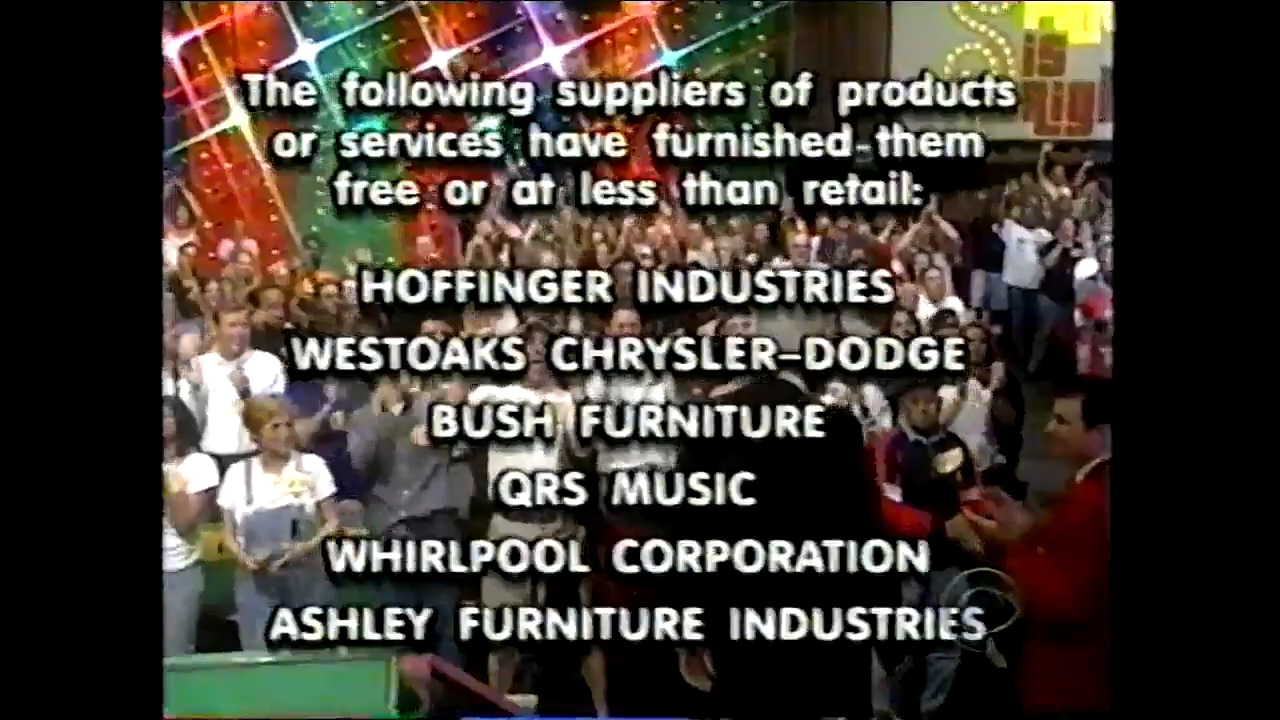 The following suppliers of products
or services have furnished them
free or at less than retail:
HOFFINGER INDUSTRIES
WESTOAKS CHRYSLER-DODGE
BUSH FURNITURE
QRS MUSIC
WHIRLPOOL CORPORATION
ASHLEY FURNITURE INDUSTRIES